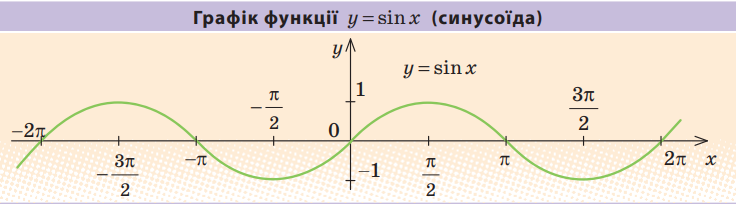 Графік функції y = sin x (синусоїда)
y
y = sin x
1
−π/2
3π/2
−2π
0
−3π/2
−π
−1
π/2
π
2π
x